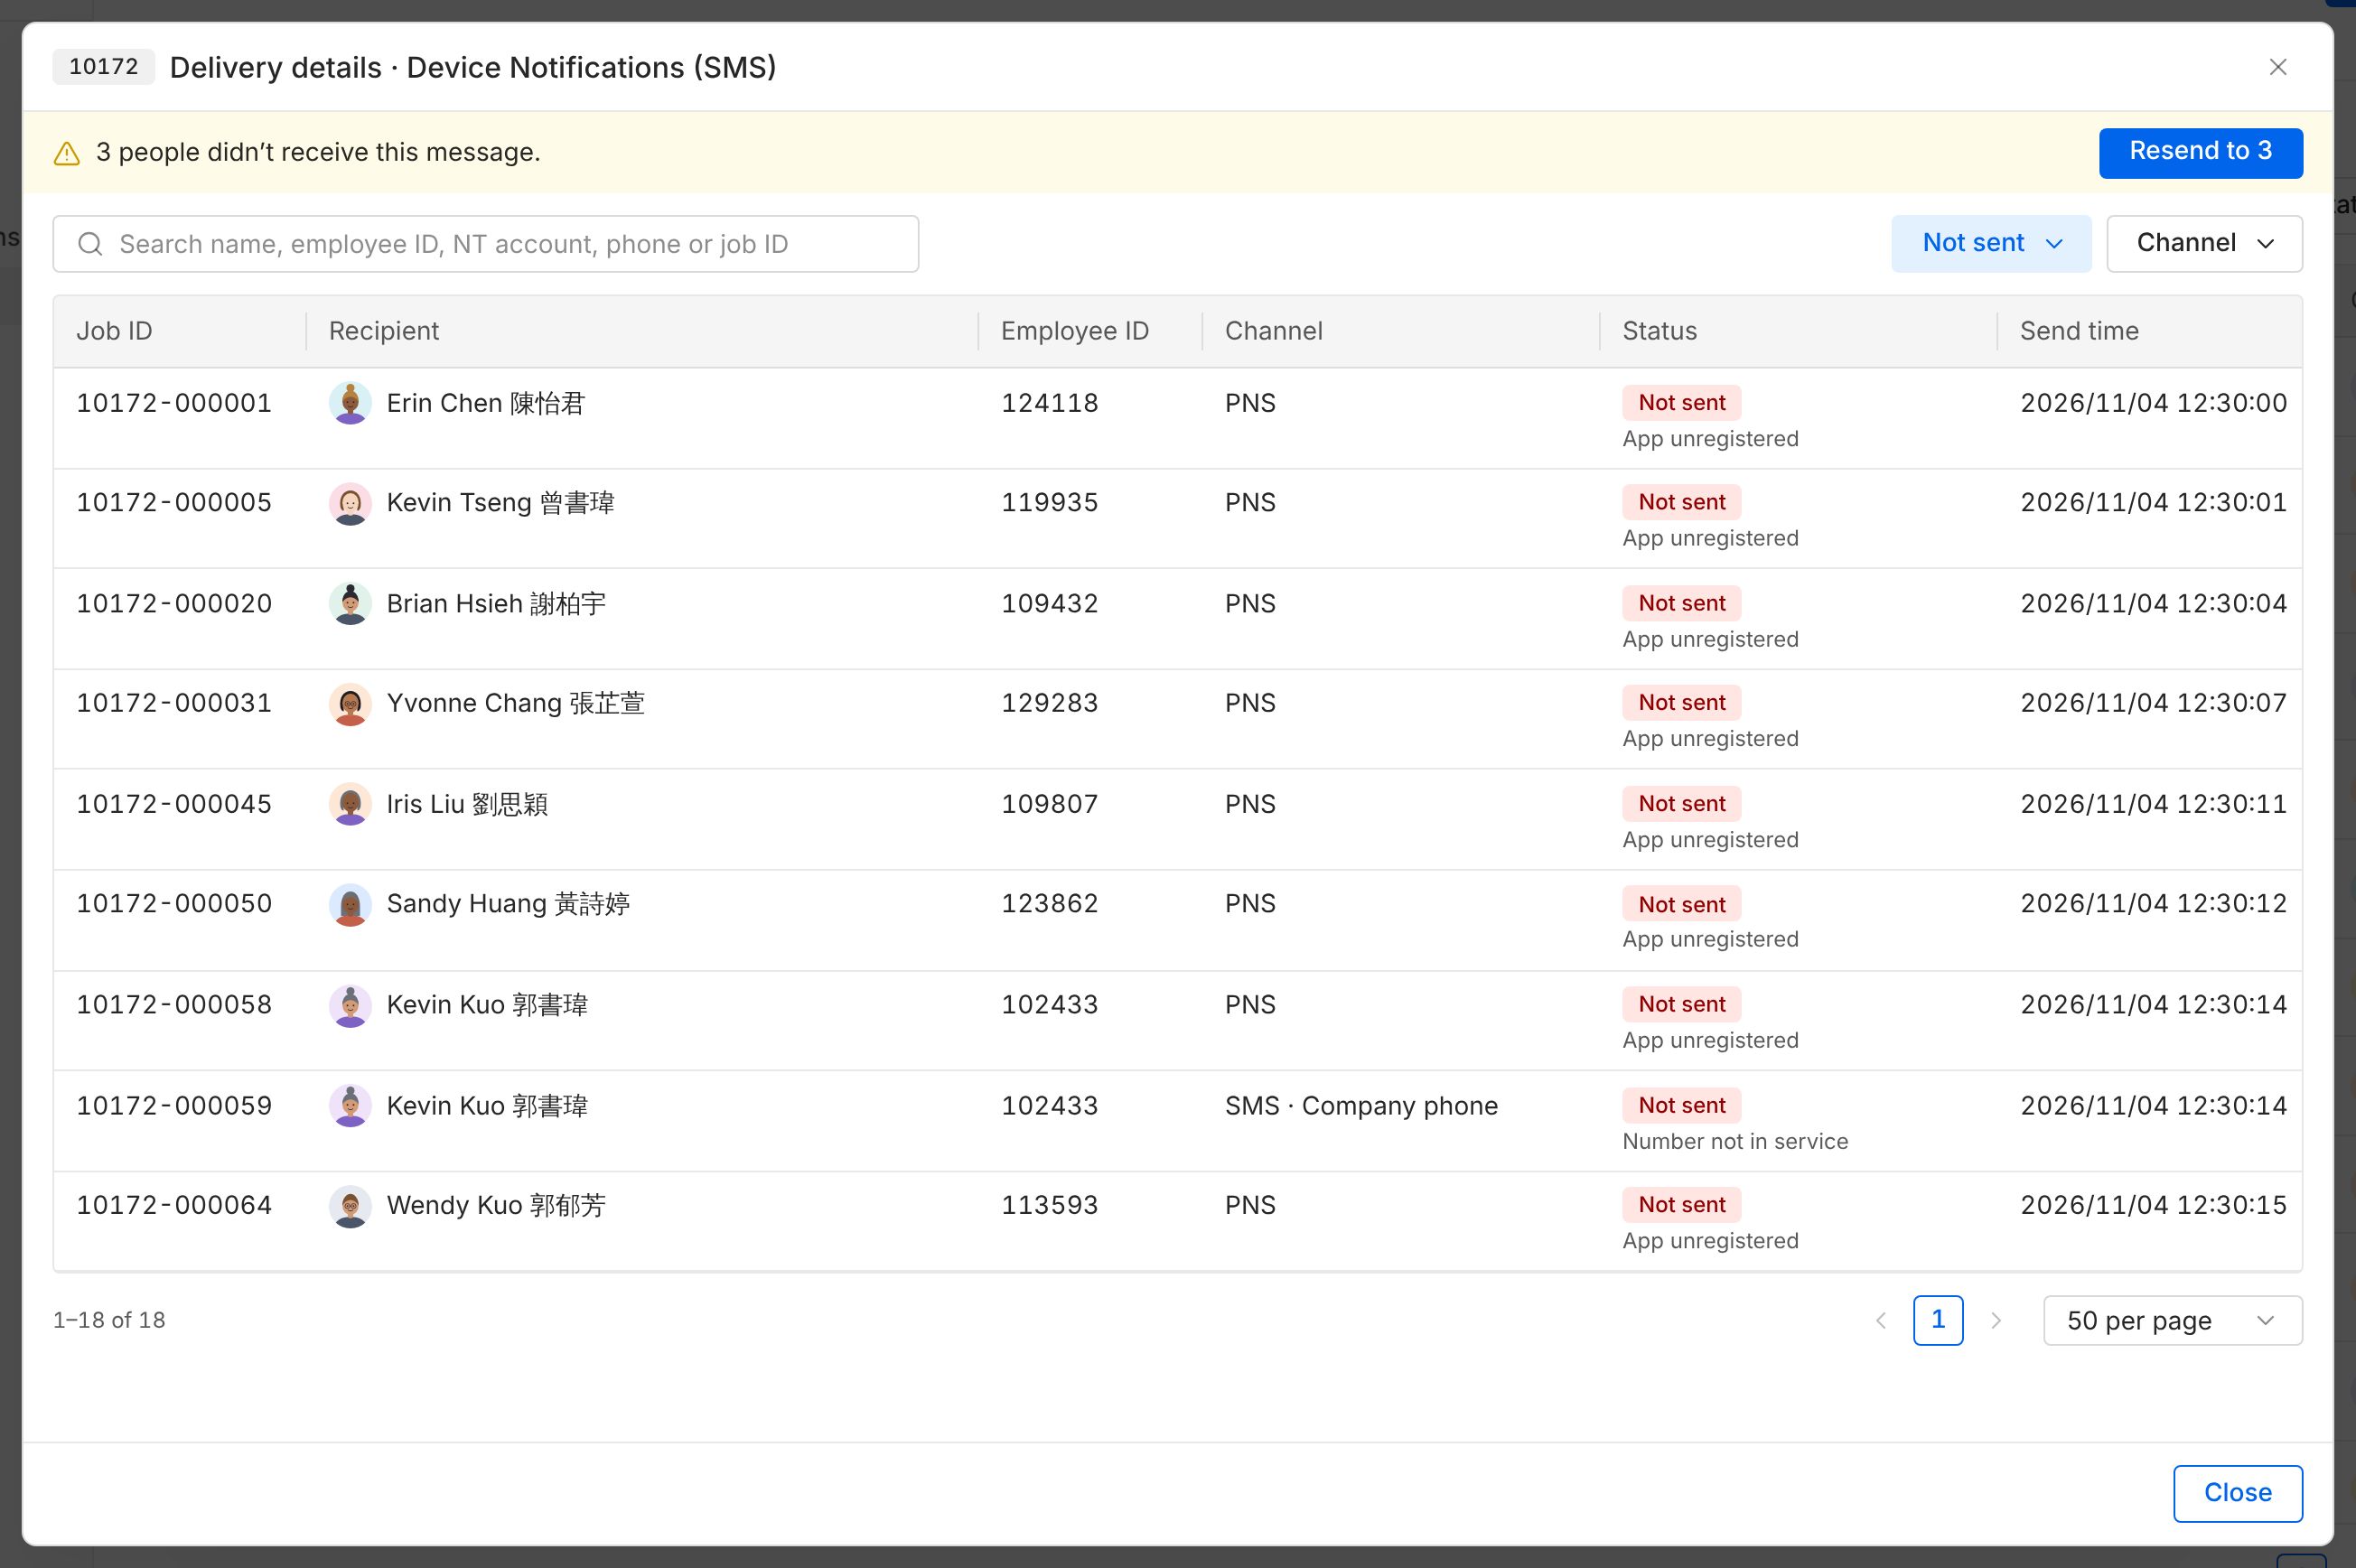 10172 Delivery details · Device Notifications (SMS)
3 people didn’t receive this message.
Resend to 3
Search name, employee ID, NT account, phone or job ID
Not sent
Channel
Job ID Recipient Employee ID Channel Status Send time
10172-000001 Erin Chen 陳怡君 124118 PNS Not sent 2026/11/04 12:30:00
App unregistered
10172-000005 Kevin Tseng 曾書瑋 119935 PNS Not sent 2026/11/04 12:30:01
App unregistered
10172-000020 Brian Hsieh 謝柏宇 109432 PNS Not sent 2026/11/04 12:30:04
App unregistered
10172-000031 Yvonne Chang 張芷萱 129283 PNS Not sent 2026/11/04 12:30:07
App unregistered
10172-000045 Iris Liu 劉思穎 109807 PNS Not sent 2026/11/04 12:30:11
App unregistered
10172-000050 Sandy Huang 黃詩婷 123862 PNS Not sent 2026/11/04 12:30:12
App unregistered
10172-000058 Kevin Kuo 郭書瑋 102433 PNS Not sent 2026/11/04 12:30:14
App unregistered
10172-000059 Kevin Kuo 郭書瑋 102433 SMS · Company phone Not sent 2026/11/04 12:30:14
Number not in service
10172-000064 Wendy Kuo 郭郁芳 113593 PNS Not sent 2026/11/04 12:30:15
App unregistered
1–18 of 18
1
50 per page
Close